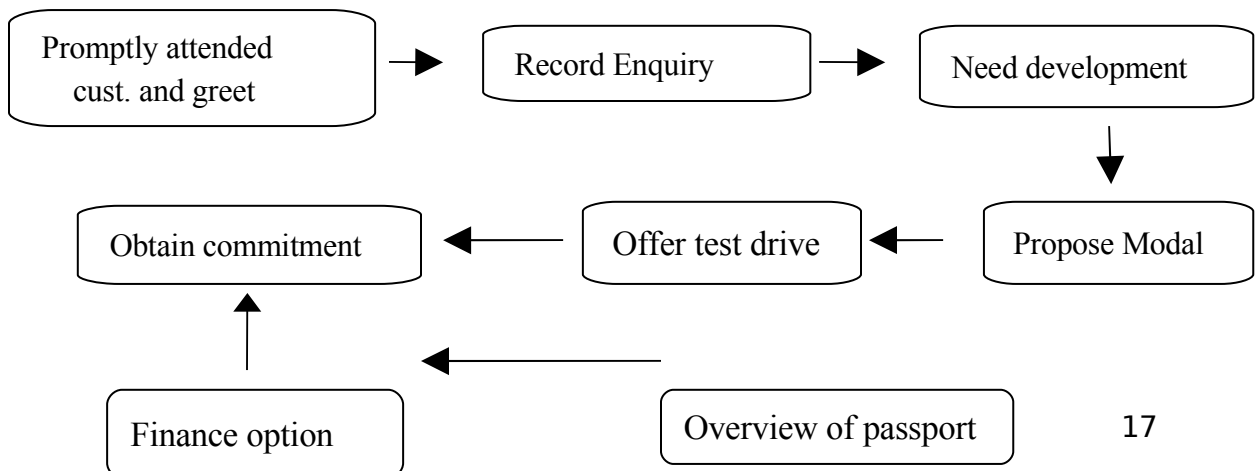 Promptly attended
cust. and greet
Record Enquiry
Need development
Obtain commitment
Offer test drive
Propose Modal
Finance option
Overview of passport
17